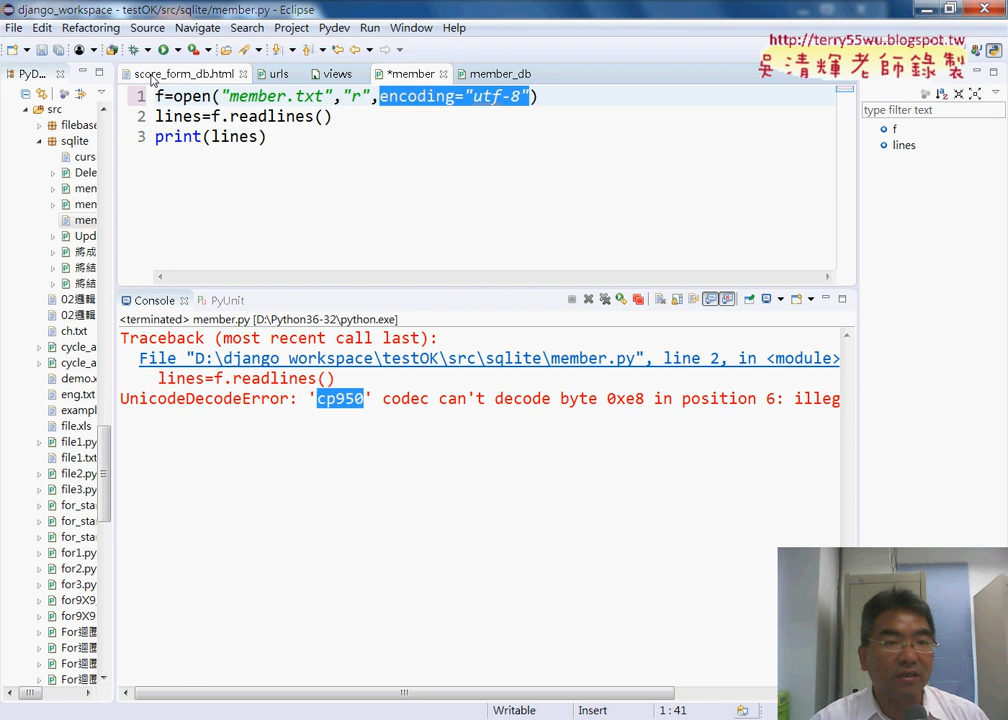 django_workspace - testOK/src/sqlite/member.py - Eclipse
File Edit Refactoring Source Navigate Search Project Pydev Run Window Help
http://terry55wu.blogspot.tw
吳清輝老師錄製
PyD...
score_form_db.html
urls
views
*member
member_db
src
filebase
sqlite
curs
Dele
men
men
men
Upd
將成
將結
將結
02邏輯
02邏輯
ch.txt
cycle_a
cycle_a
demo.x
eng.txt
exampl
file.xls
file1.py
file1.txt
file2.py
file3.py
for_sta
for_sta
for_sta
for1.py
for2.py
for3.py
for9X9
for9X9
For迴圈
For迴圈
For迴圈
For迴圈
1 f=open("member.txt","r",encoding="utf-8")
2 lines=f.readlines()
3 print(lines)
type filter text
f
lines
Console
PyUnit
<terminated> member.py [D:\Python36-32\python.exe]
Traceback (most recent call last):
File "D:\django_workspace\testOK\src\sqlite\member.py", line 2, in <module>
lines=f.readlines()
UnicodeDecodeError: 'cp950' codec can't decode byte 0xe8 in position 6: illeg
Writable
Insert
1:41